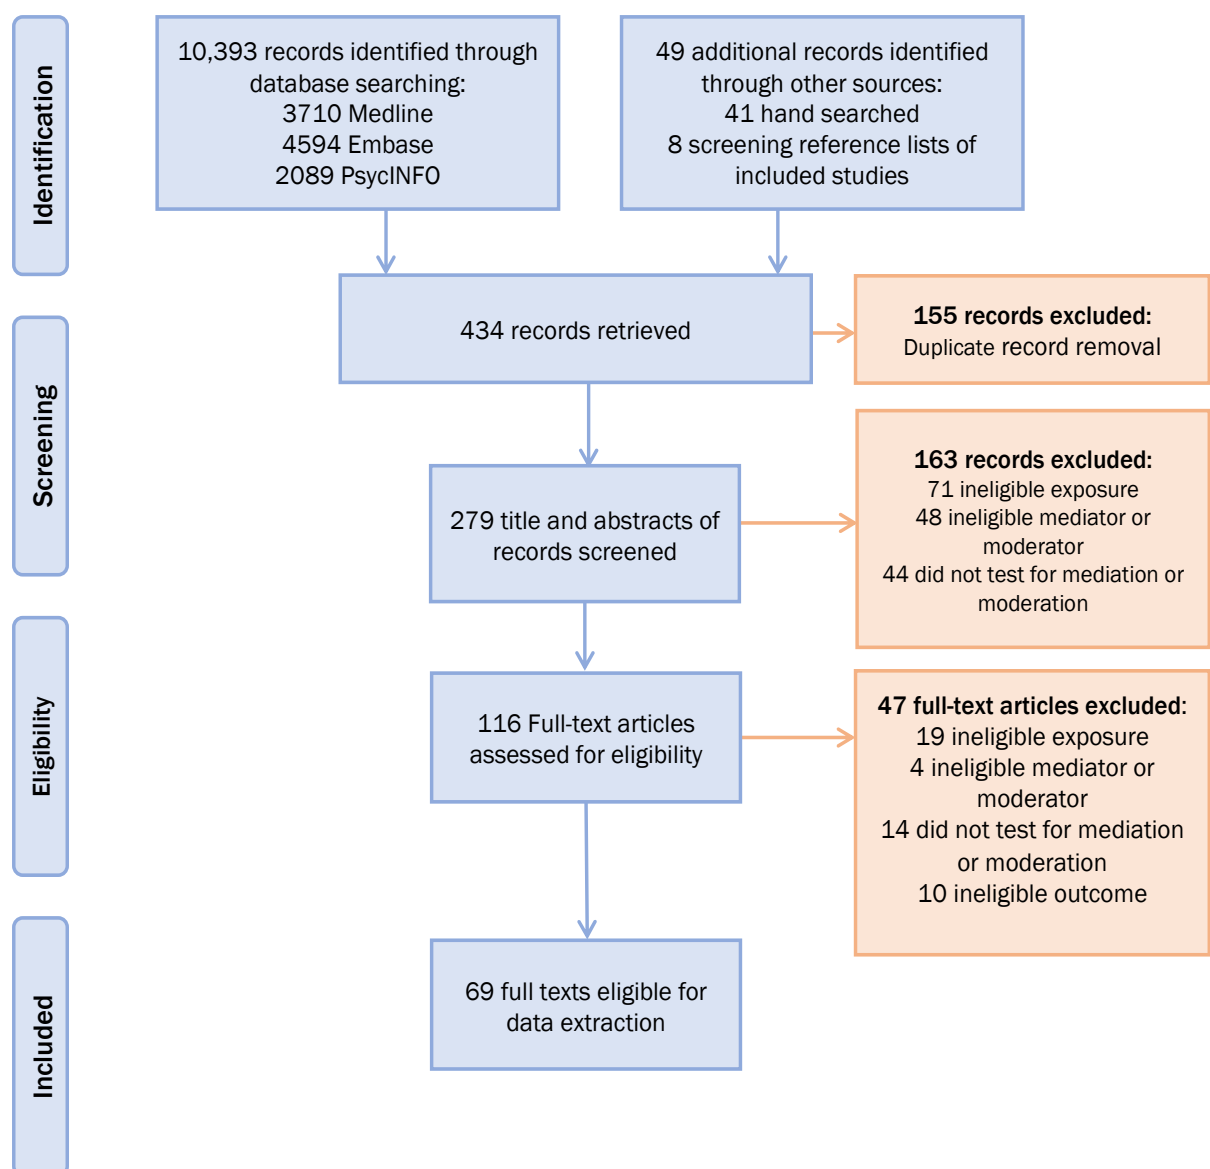 Identification
10,393 records identified through
database searching:
3710 Medline
4594 Embase
2089 PsycINFO
49 additional records identified
through other sources:
41 hand searched
8 screening reference lists of
included studies
434 records retrieved
155 records excluded:
Duplicate record removal
Screening
279 title and abstracts of
records screened
163 records excluded:
71 ineligible exposure
48 ineligible mediator or
moderator
44 did not test for mediation or
moderation
Eligibility
116 Full-text articles
assessed for eligibility
47 full-text articles excluded:
19 ineligible exposure
4 ineligible mediator or
moderator
14 did not test for mediation
or moderation
10 ineligible outcome
Included
69 full texts eligible for
data extraction